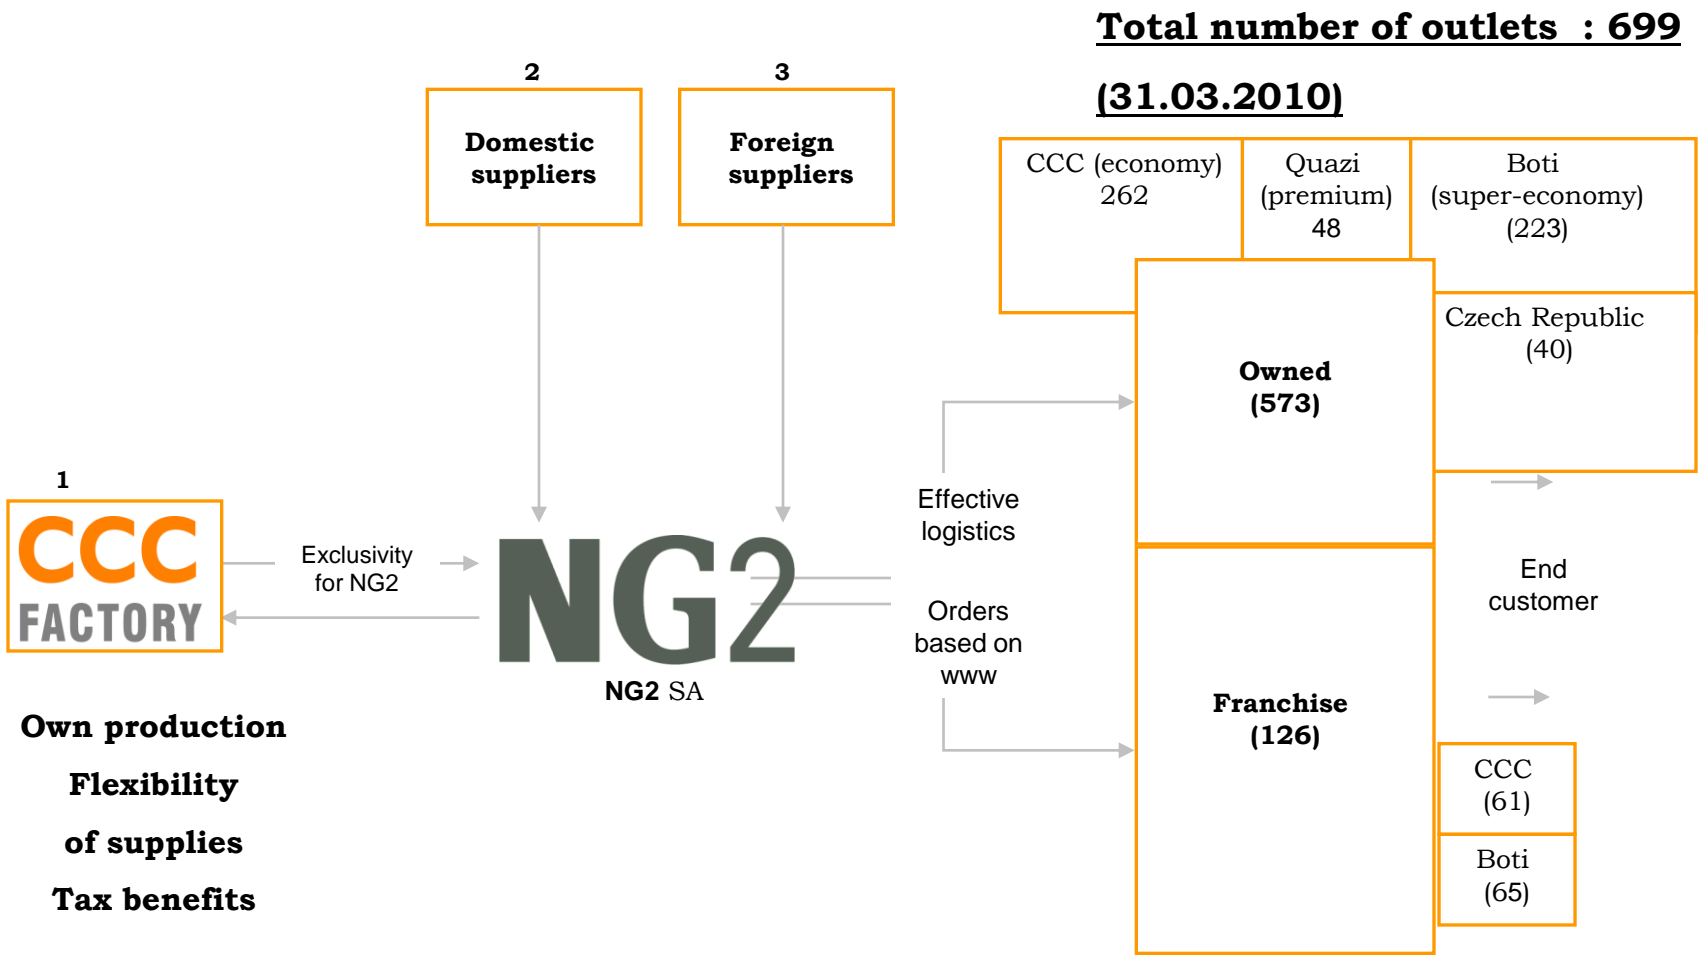 Total number of outlets : 699
(31.03.2010)
2
3
Domestic
suppliers
Foreign
suppliers
CCC (economy)
262
Quazi
(premium)
48
Boti
(super-economy)
(223)
Czech Republic
(40)
Owned
(573)
1
CCC
FACTORY
Exclusivity
for NG2
NG2
NG2 SA
Effective
logistics
Orders
based on
www
End
customer
Franchise
(126)
CCC
(61)
Boti
(65)
Own production
Flexibility
of supplies
Tax benefits